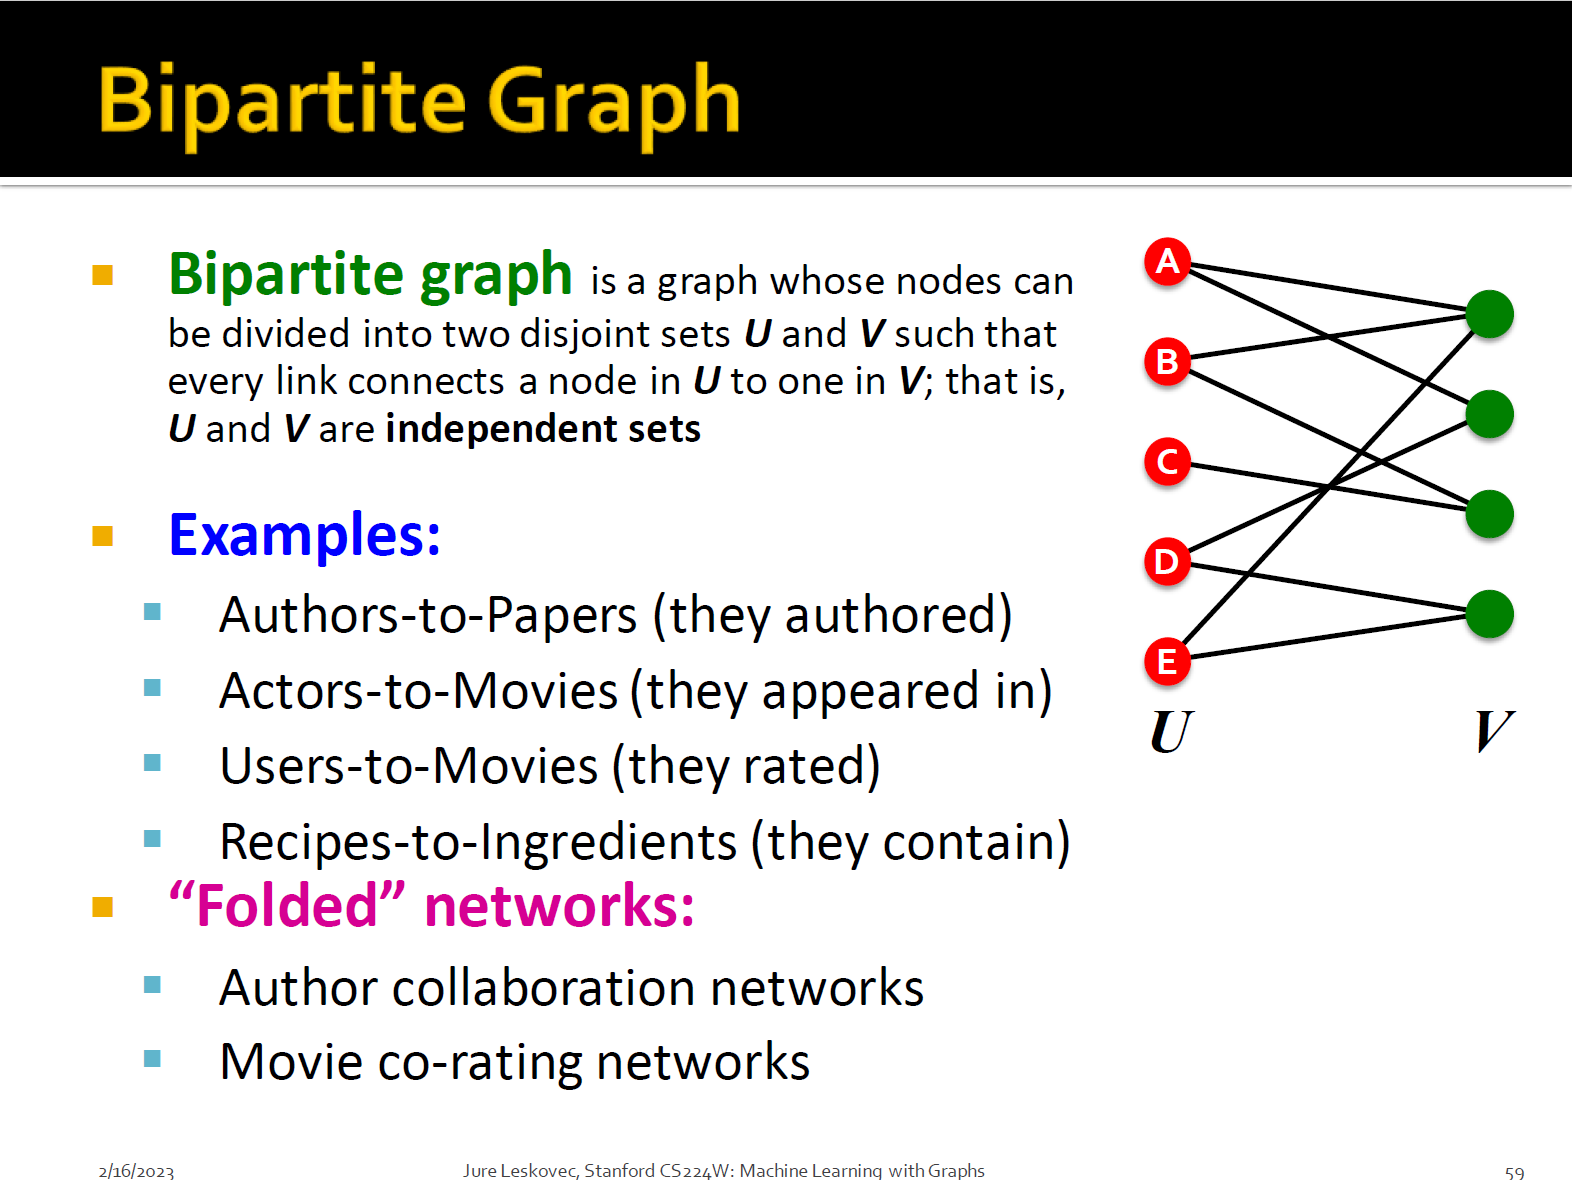 Bipartite Graph
Bipartite graph is a graph whose nodes can
be divided into two disjoint sets U and V such that
every link connects a node in U to one in V; that is,
U and V are independent sets
Examples:
Authors-to-Papers (they authored)
Actors-to-Movies (they appeared in)
Users-to-Movies (they rated)
Recipes-to-Ingredients (they contain)
“Folded” networks:
Author collaboration networks
Movie co-rating networks
A
B
C
D
E
U V
2/16/2023 Jure Leskovec, Stanford CS224W: Machine Learning with Graphs 59